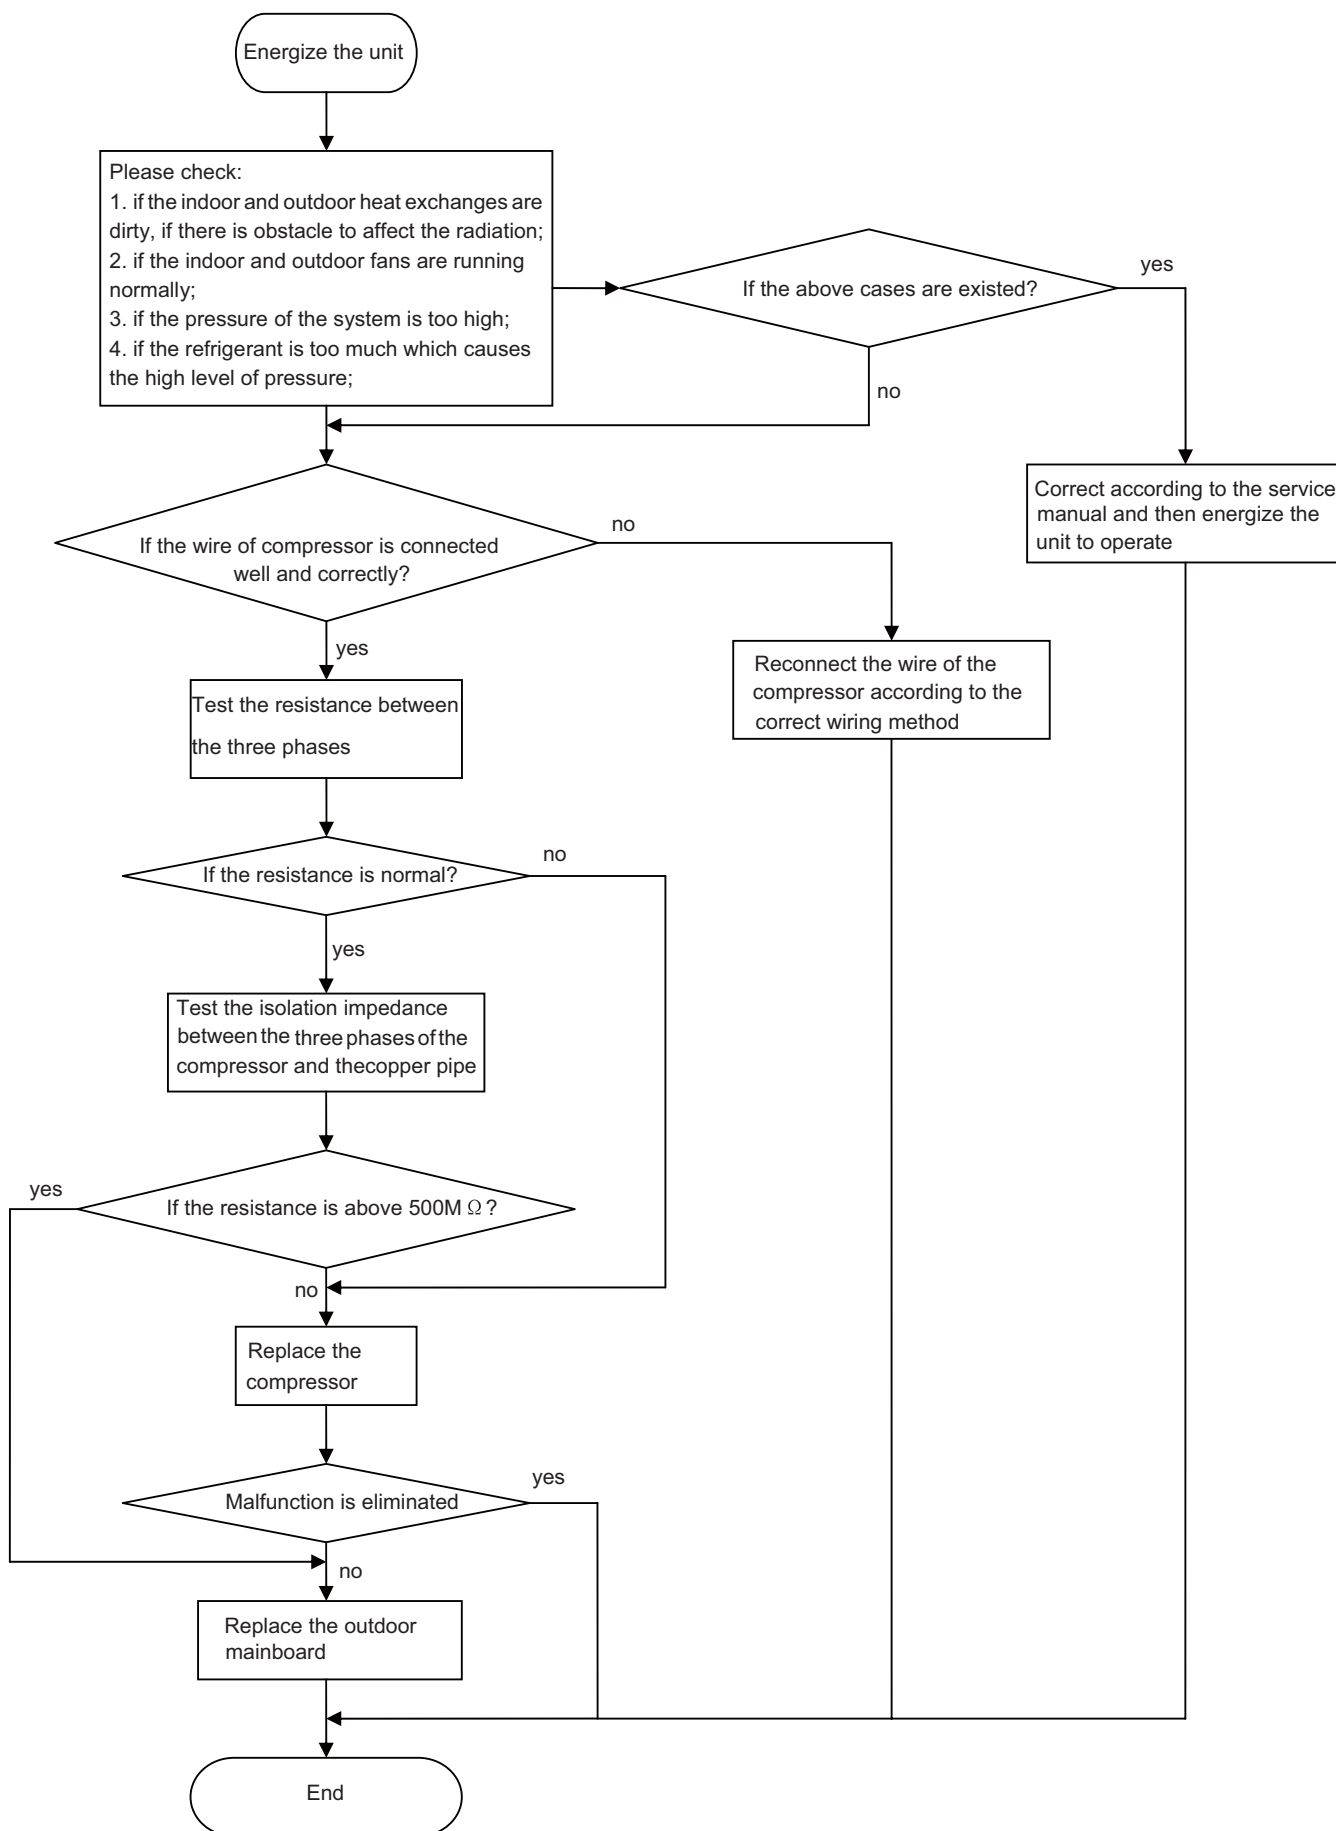 Energize the unit
Please check:
1. if the indoor and outdoor heat exchanges are
dirty, if there is obstacle to affect the radiation;
2. if the indoor and outdoor fans are running
normally;
3. if the pressure of the system is too high;
4. if the refrigerant is too much which causes
the high level of pressure;
If the above cases are existed?
yes
no
Correct according to the service
manual and then energize the
unit to operate
If the wire of compressor is connected
well and correctly?
no
yes
Reconnect the wire of the
compressor according to the
correct wiring method
Test the resistance between
the three phases
If the resistance is normal?
no
yes
Test the isolation impedance
between the three phases of the
compressor and thecopper pipe
If the resistance is above 500M Ω ?
yes
no
Replace the
compressor
Malfunction is eliminated
yes
no
Replace the outdoor
mainboard
End